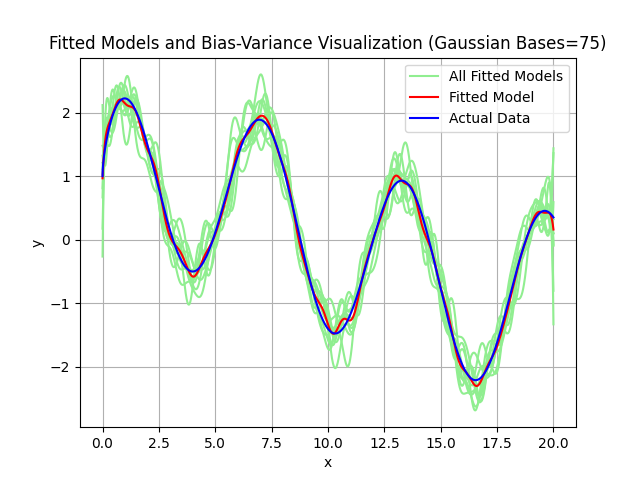 Fitted Models and Bias-Variance Visualization (Gaussian Bases=75)
All Fitted Models
Fitted Model
Actual Data
2
1
0
−1
−2
y
0.0 2.5 5.0 7.5 10.0 12.5 15.0 17.5 20.0
x